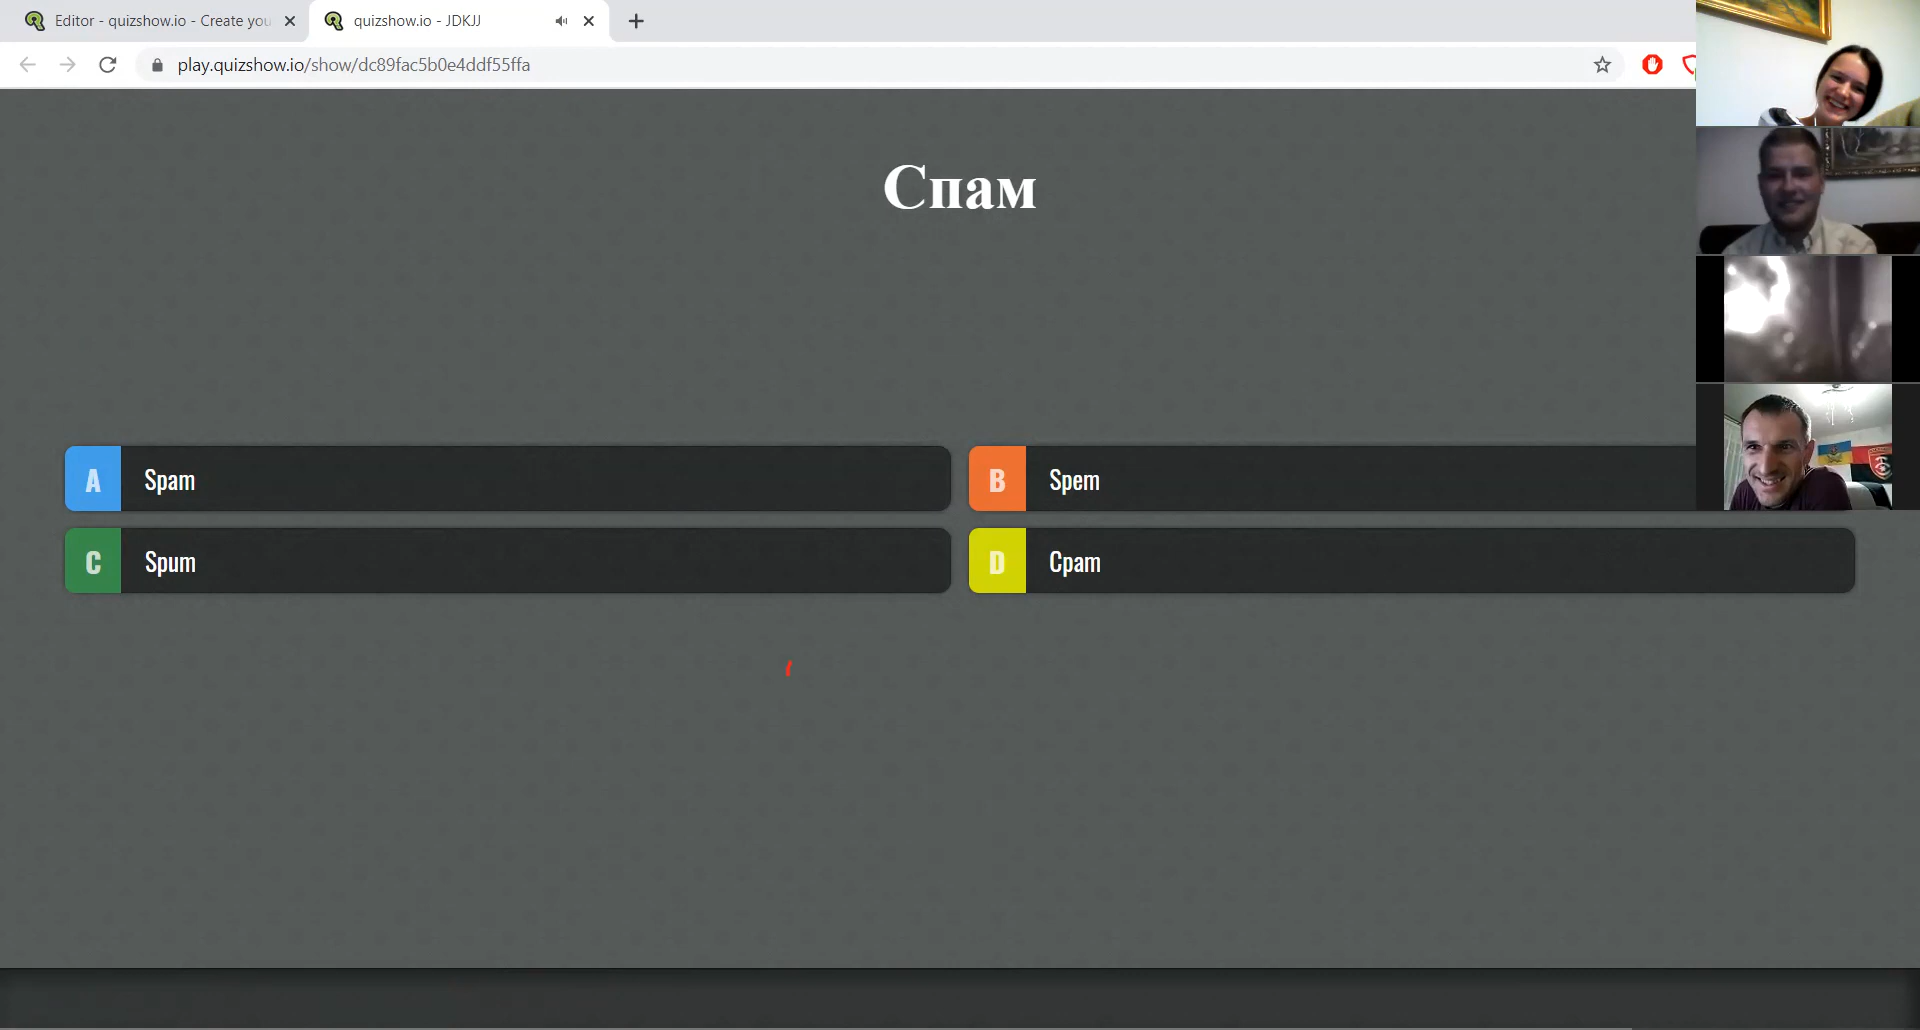 Editor - quizshow.io - Create you
quizshow.io - JDKJJ
play.quizshow.io/show/dc89fac5b0e4ddf55ffa
Спам
A Spam
B Spem
C Spum
D Cpam